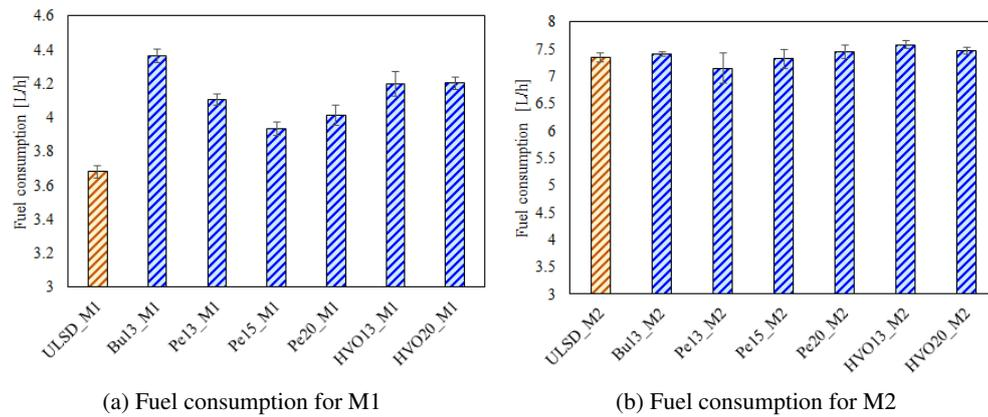 4.6
4.4
4.2
4
3.8
3.6
3.4
3.2
3
Fuel consumption [L/h]
ULSD_M1
Bu13_M1
Pe13_M1
Pe15_M1
Pe20_M1
HVO13_M1
HVO20_M1
(a) Fuel consumption for M1
8
7.5
7
6.5
6
5.5
5
4.5
4
3.5
3
Fuel consumption [L/h]
ULSD_M2
Bu13_M2
Pe13_M2
Pe15_M2
Pe20_M2
HVO13_M2
HVO20_M2
(b) Fuel consumption for M2